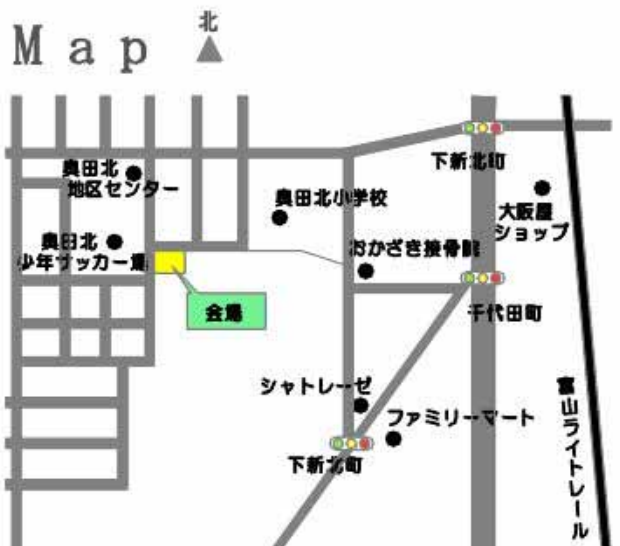 Map
北
下新北町
奥田北
地区センター
奥田北小学校
大阪屋
ショップ
奥田北
少年サッカー場
おかざき接骨院
会場
千代田町
シャトレーゼ
ファミリーマート
富山ライトレール
下新北町